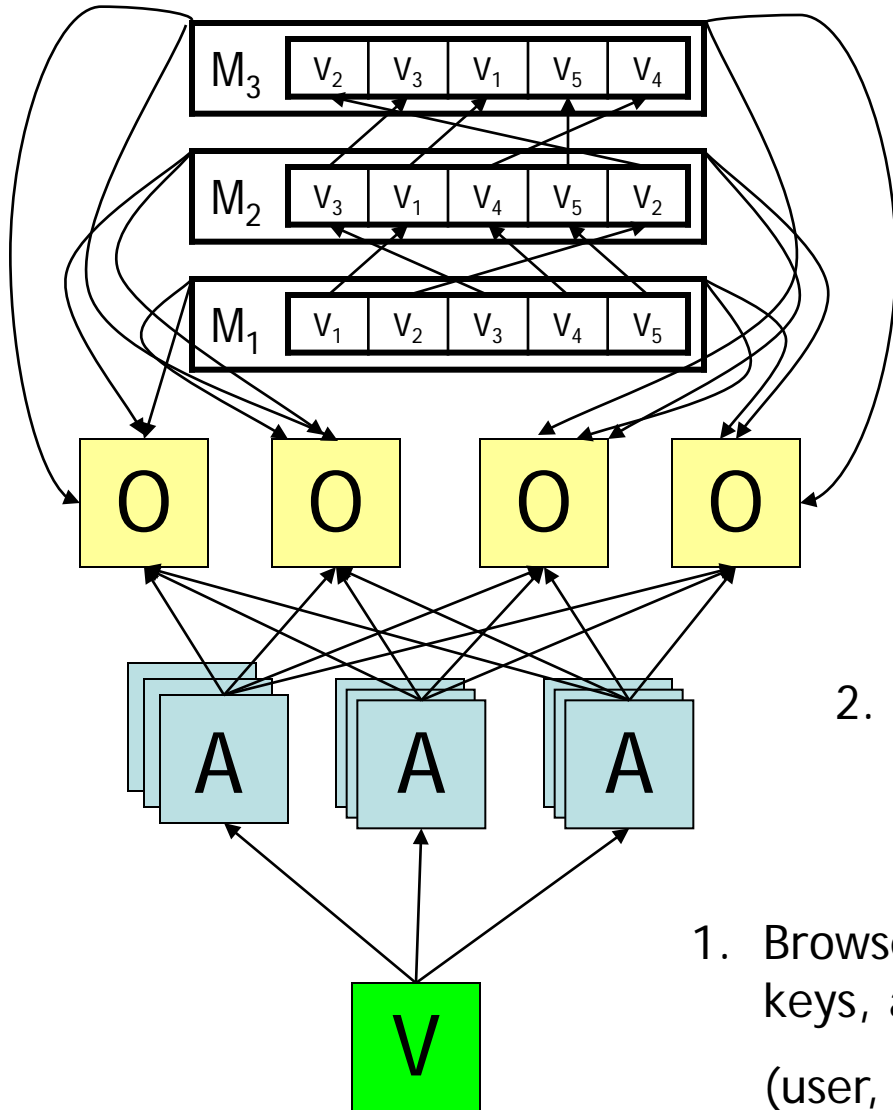 M3 v2 v3 v1 v5 v4
M2 v3 v1 v4 v5 v2
M1 v1 v2 v3 v4 v5
O O O O
A A A
2.
1. Browse
keys, a
(user,
V